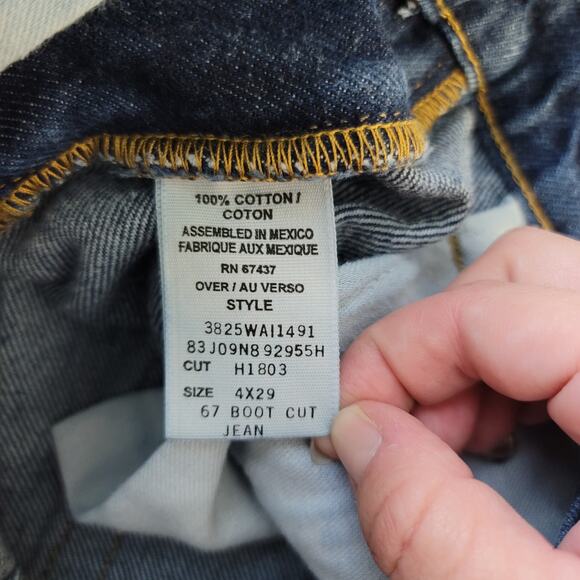 100% COTTON /
COTON
ASSEMBLED IN MEXICO
FABRIQUE AUX MEXIQUE
RN 67437
OVER / AU VERSO
STYLE
3825WAI1491
83J09N892955H
CUT H1803
SIZE 4X29
67 BOOT CUT
JEAN